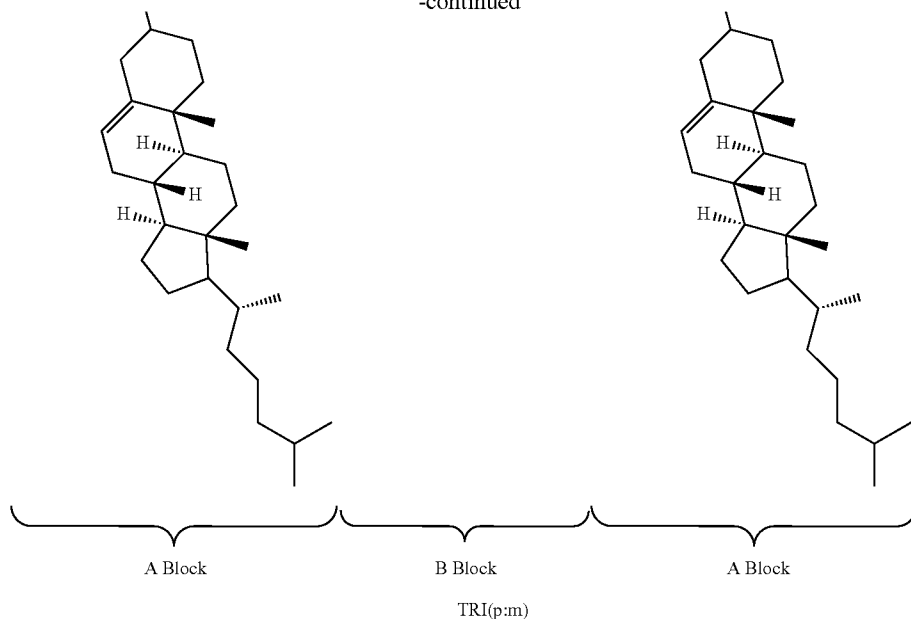 -continued
H H
H H
H H
A Block B Block A Block
TRI(p:m)